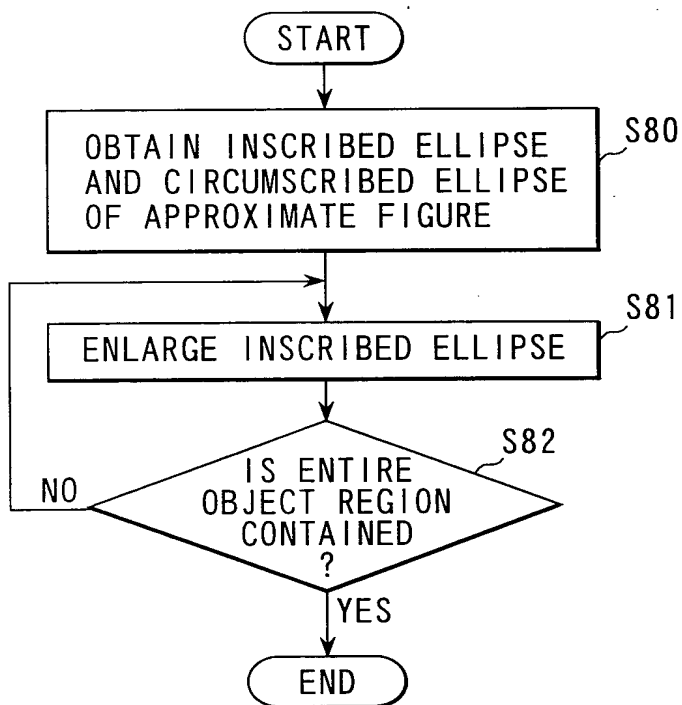 START
OBTAIN INSCRIBED ELLIPSE
AND CIRCUMSCRIBED ELLIPSE
OF APPROXIMATE FIGURE
S80
ENLARGE INSCRIBED ELLIPSE
S81
IS ENTIRE
OBJECT REGION
CONTAINED
?
S82
NO
YES
END